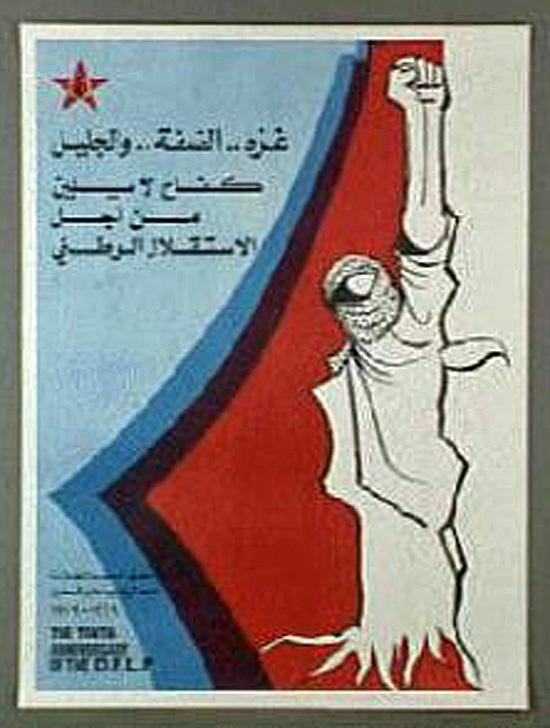 غزه.. الضفة.. والجليل
كفاح لا يلين
من اجل
الاستقلال الوطني
THE TENTH
ANNIVERSARY
OF THE D.F.L.P